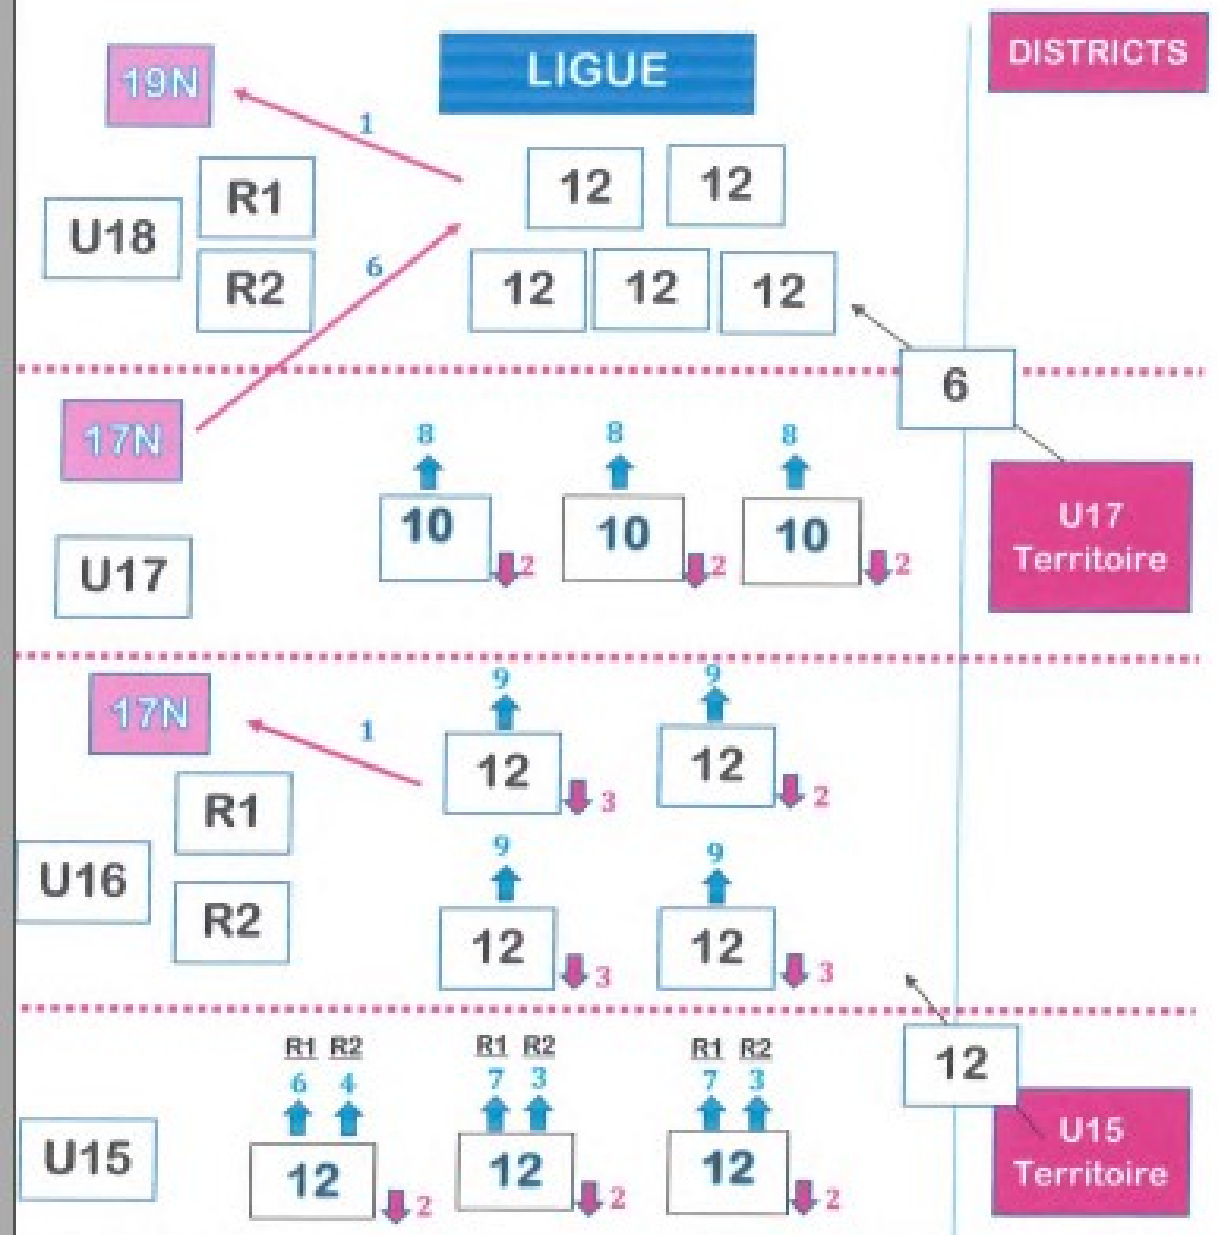 LIGUE
DISTRICTS
19N
1
R1
12 12
U18
R2
6
12 12 12
6
17N
8 8 8
10 10 10
2 2 2
U17
U17
Territoire
17N
1
9 9
12 12
3 2
R1
U16
R2
9 9
12 12
3 3
R1 R2 R1 R2 R1 R2
6 4 7 3 7 3
12
U15
12 12 12
2 2 2
U15
Territoire